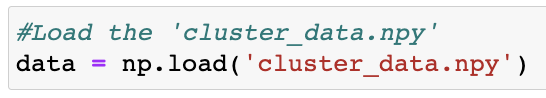 #Load the 'cluster_data.npy'
data = np.load('cluster_data.npy')